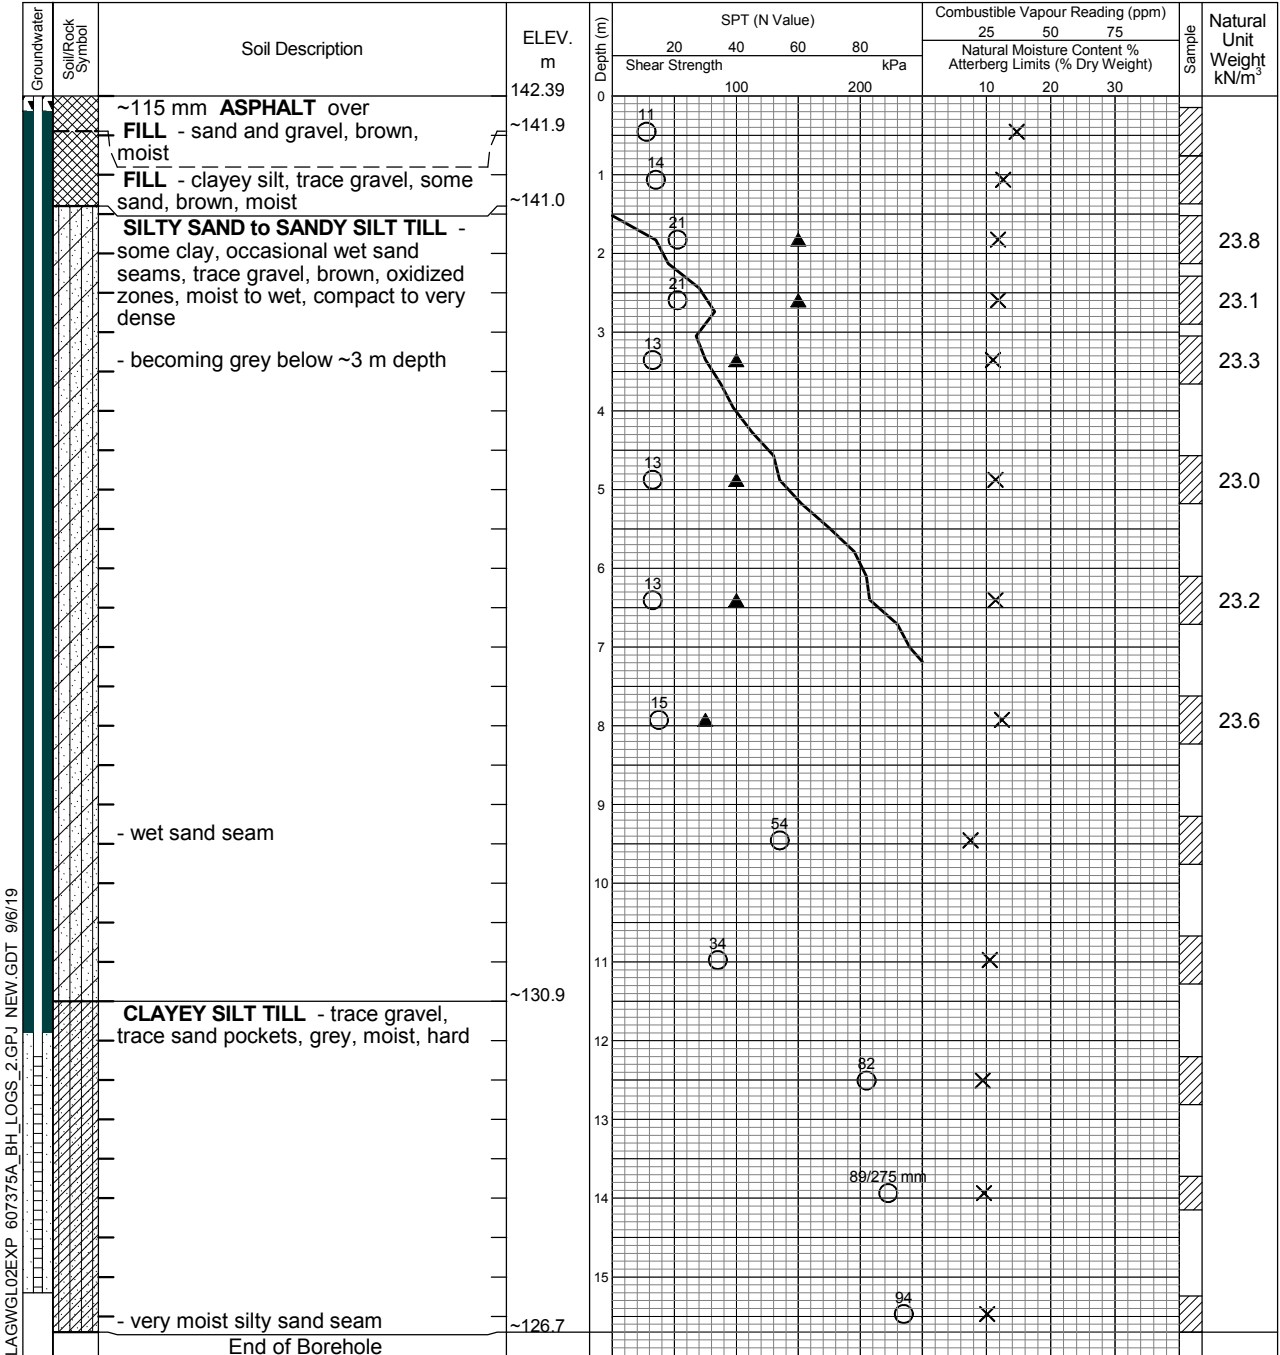 Groundwater
Soil/Rock
Symbol
Soil Description
ELEV.
m
Depth (m)
SPT (N Value)
20 40 60 80
Shear Strength kPa
100 200
Combustible Vapour Reading (ppm)
25 50 75
Natural Moisture Content %
Atterberg Limits (% Dry Weight)
10 20 30
Sample
Natural
Unit
Weight
kN/m³
142.39
0
~115 mm ASPHALT over
FILL - sand and gravel, brown,
moist
~141.9
11
FILL - clayey silt, trace gravel, some
sand, brown, moist
~141.0
14
1
SILTY SAND to SANDY SILT TILL -
some clay, occasional wet sand
seams, trace gravel, brown, oxidized
zones, moist to wet, compact to very
dense
21
23.8
2
21
23.1
3
- becoming grey below ~3 m depth
13
23.3
4
13
23.0
5
6
13
23.2
7
15
23.6
8
9
- wet sand seam
54
10
34
11
~130.9
CLAYEY SILT TILL - trace gravel,
trace sand pockets, grey, moist, hard
12
82
13
89/275 mm
14
15
94
- very moist silty sand seam
~126.7
End of Borehole
LAGWGL02EXP 607375A_BH_LOGS_2.GPJ NEW.GDT 9/6/19